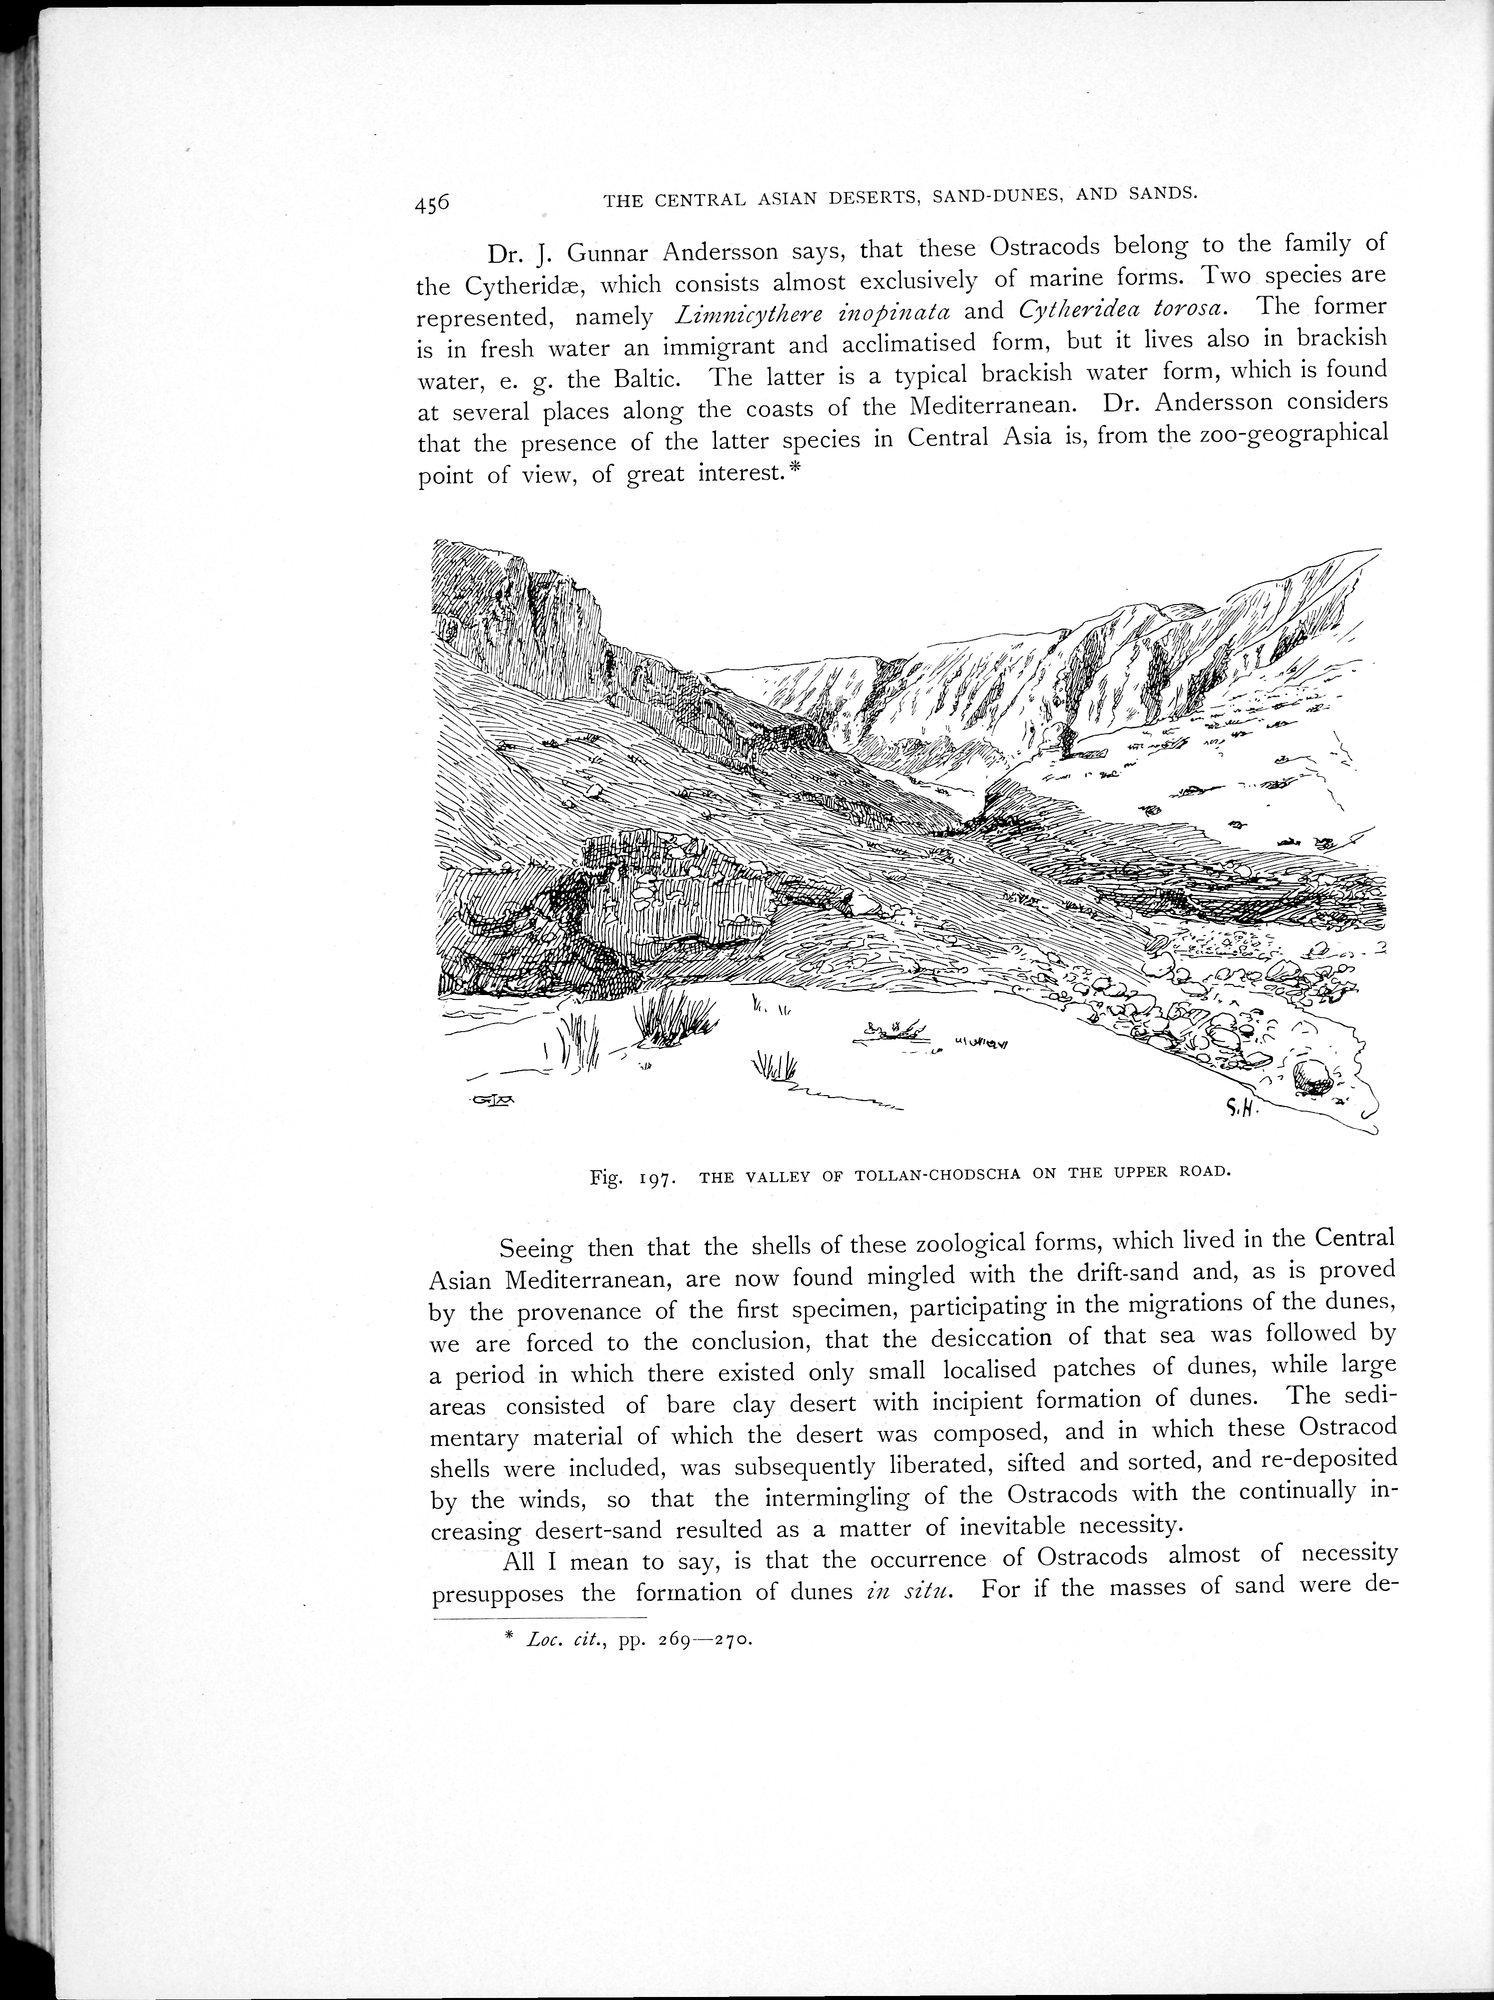 456 THE CENTRAL ASIAN DESERTS, SAND-DUNES, AND SANDS.
Dr. J. Gunnar Andersson says, that these Ostracods belong to the family of
the Cytheridæ, which consists almost exclusively of marine forms. Two species are
represented, namely Limnicythere inopinata and Cytheridea torosa. The former
is in fresh water an immigrant and acclimatised form, but it lives also in brackish
water, e. g. the Baltic. The latter is a typical brackish water form, which is found
at several places along the coasts of the Mediterranean. Dr. Andersson considers
that the presence of the latter species in Central Asia is, from the zoo-geographical
point of view, of great interest.*
S.H.
Fig. 197. THE VALLEY OF TOLLAN-CHODSCHA ON THE UPPER ROAD.
Seeing then that the shells of these zoological forms, which lived in the Central
Asian Mediterranean, are now found mingled with the drift-sand and, as is proved
by the provenance of the first specimen, participating in the migrations of the dunes,
we are forced to the conclusion, that the desiccation of that sea was followed by
a period in which there existed only small localised patches of dunes, while large
areas consisted of bare clay desert with incipient formation of dunes. The sedi-
mentary material of which the desert was composed, and in which these Ostracod
shells were included, was subsequently liberated, sifted and sorted, and re-deposited
by the winds, so that the intermingling of the Ostracods with the continually in-
creasing desert-sand resulted as a matter of inevitable necessity.
All I mean to say, is that the occurrence of Ostracods almost of necessity
presupposes the formation of dunes in situ. For if the masses of sand were de-
* Loc. cit., pp. 269—270.